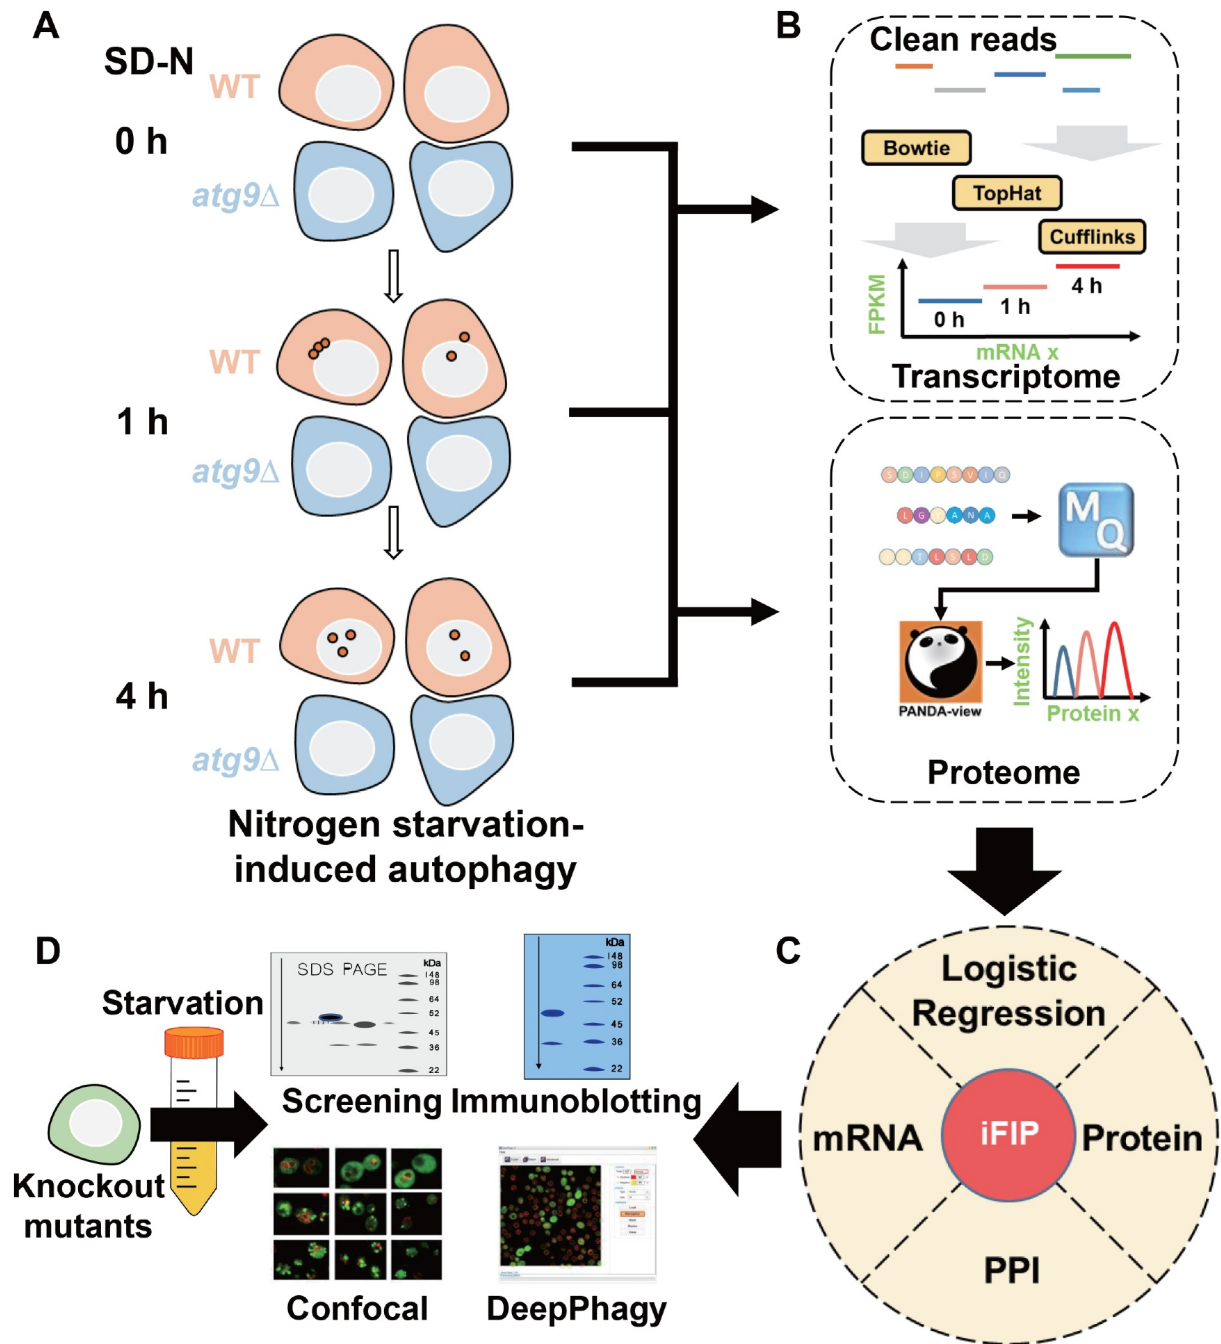 A
SD-N
WT
0 h
atg9Δ
WT
1 h
atg9Δ
WT
4 h
atg9Δ
Nitrogen starvation-
induced autophagy
B
Clean reads
Bowtie
TopHat
Cufflinks
FPKM
0 h
1 h
4 h
mRNA x
Transcriptome
S D I P S V I Q
L G A N A
T L S L D
M
Q
PANDA-view
Intensity
Protein x
Proteome
C
Logistic
Regression
mRNA
iFIP
Protein
PPI
D
Starvation
Knockout
mutants
SDS PAGE
kDa
148
98
64
52
45
36
22
kDa
148
98
64
52
45
36
22
Screening
Immunoblotting
Confocal
DeepPhagy